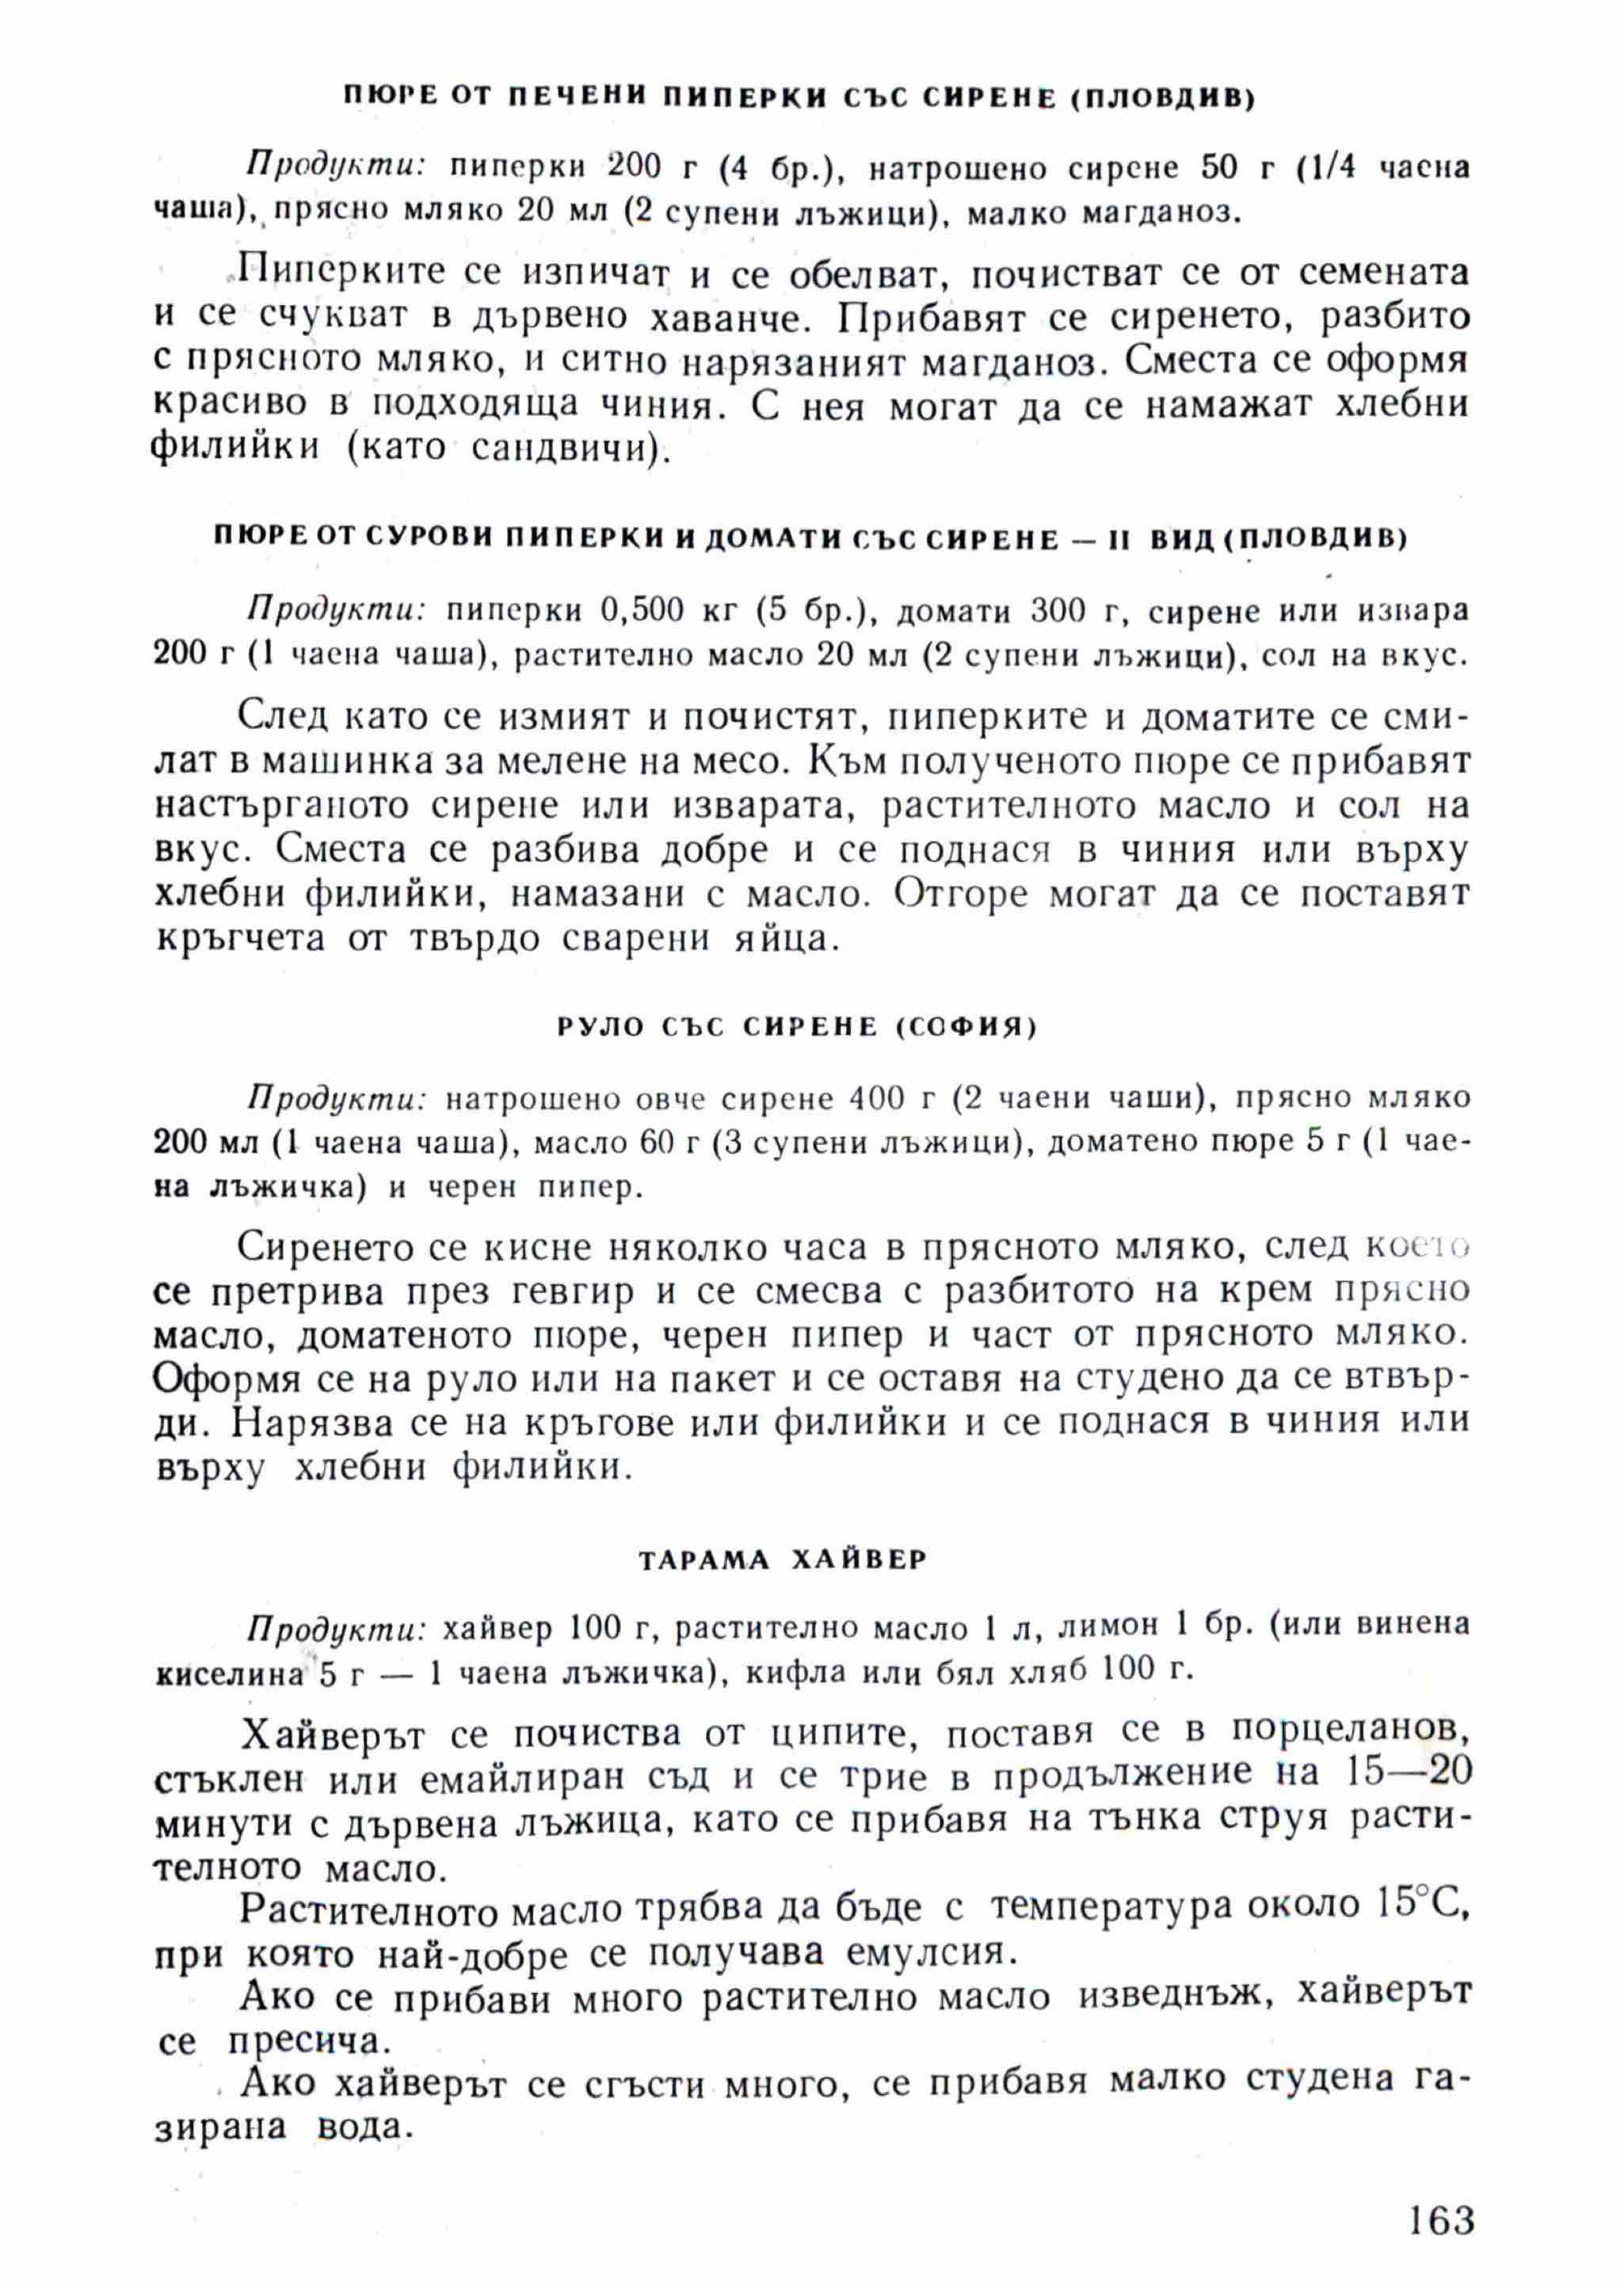 ПЮРЕ ОТ ПЕЧЕНИ ПИПЕРКИ СЪС СИРЕНЕ (ПЛОВДИВ)
Продукти: пиперки 200 г (4 бр.), натрошено сирене 50 г (1/4 чаена
чаша), прясно мляко 20 мл (2 супени лъжици), малко магданоз.
Пиперките се изпичат и се обелват, почистват се от семената
и се счукват в дървено хаванче. Прибавят се сиренето, разбито
с прясното мляко, и ситно нарязаният магданоз. Сместа се оформя
красиво в подходяща чиния. С нея могат да се намажат хлебни
филийки (като сандвичи).
ПЮРЕ ОТ СУРОВИ ПИПЕРКИ И ДОМАТИ СЪС СИРЕНЕ — II ВИД (ПЛОВДИВ)
Продукти: пиперки 0,500 кг (5 бр.), домати 300 г, сирене или извара
200 г (1 чаена чаша), растително масло 20 мл (2 супени лъжици), сол на вкус.
След като се измият и почистят, пиперките и доматите се сми-
лат в машинка за мелене на месо. Към полученото пюре се прибавят
настърганото сирене или изварата, растителното масло и сол на
вкус. Сместа се разбива добре и се поднася в чиния или върху
хлебни филийки, намазани с масло. Отгоре могат да се поставят
кръгчета от твърдо сварени яйца.
РУЛО СЪС СИРЕНЕ (СОФИЯ)
Продукти: натрошено овче сирене 400 г (2 чаени чаши), прясно мляко
200 мл (1 чаена чаша), масло 60 г (3 супени лъжици), доматено пюре 5 г (1 чае-
на лъжичка) и черен пипер.
Сиренето се кисне няколко часа в прясното мляко, след което
се претрива през гевгир и се смесва с разбитото на крем прясно
масло, доматеното пюре, черен пипер и част от прясното мляко.
Оформя се на руло или на пакет и се оставя на студено да се втвър-
ди. Нарязва се на кръгове или филийки и се поднася в чиния или
върху хлебни филийки.
ТАРАМА ХАЙВЕР
Продукти: хайвер 100 г, растително масло 1 л, лимон 1 бр. (или винена
киселина 5 г — 1 чаена лъжичка), кифла или бял хляб 100 г.
Хайверът се почиства от ципите, поставя се в порцеланов,
стъклен или емайлиран съд и се трие в продължение на 15—20
минути с дървена лъжица, като се прибавя на тънка струя расти-
телното масло.
Растителното масло трябва да бъде с температура около 15°С,
при която най-добре се получава емулсия.
Ако се прибави много растително масло изведнъж, хайверът
се пресича.
Ако хайверът се сгъсти много, се прибавя малко студена га-
зирана вода.
163